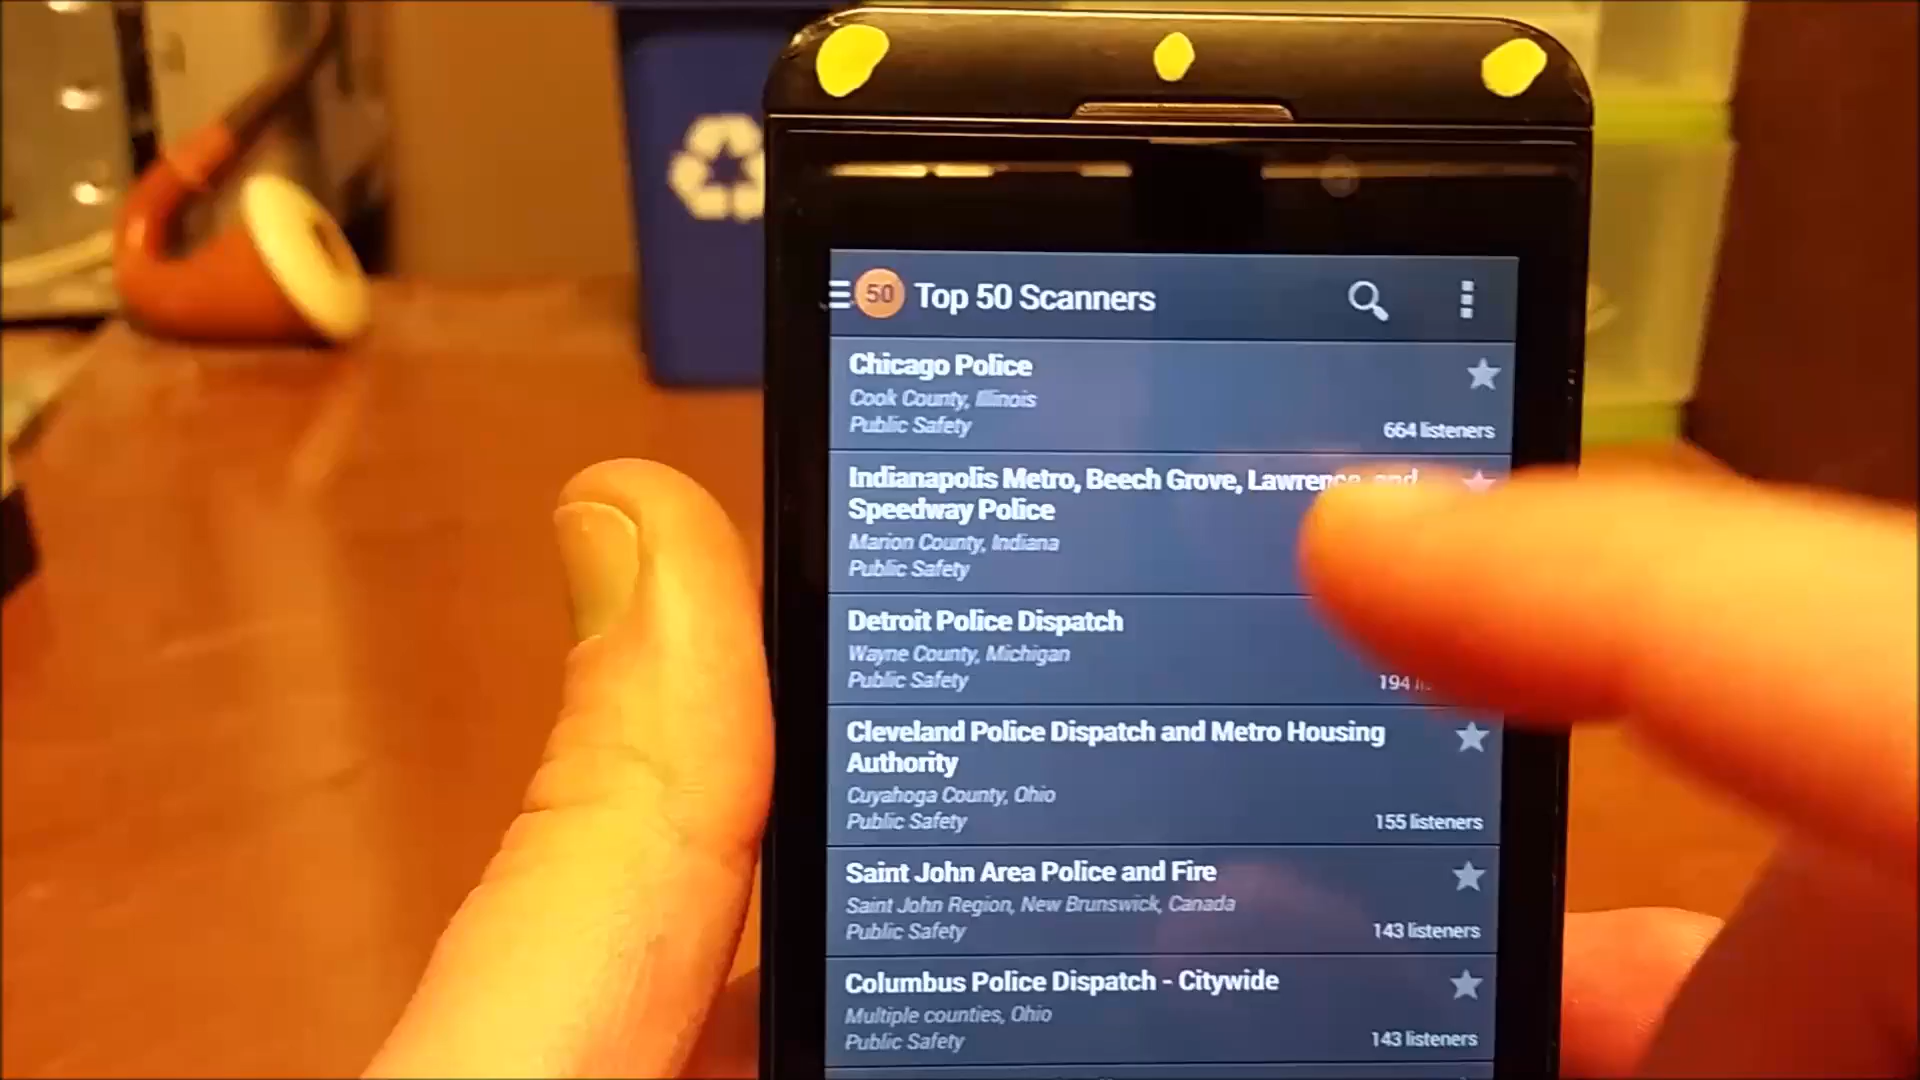 50 Top 50 Scanners
Chicago Police
Cook County, Illinois
Public Safety
664 listeners
Indianapolis Metro, Beech Grove, Lawrence, and
Speedway Police
Marion County, Indiana
Public Safety
Detroit Police Dispatch
Wayne County, Michigan
Public Safety
194
Cleveland Police Dispatch and Metro Housing
Authority
Cuyahoga County, Ohio
Public Safety
155 listeners
Saint John Area Police and Fire
Saint John Region, New Brunswick, Canada
Public Safety
143 listeners
Columbus Police Dispatch - Citywide
Multiple counties, Ohio
Public Safety
143 listeners